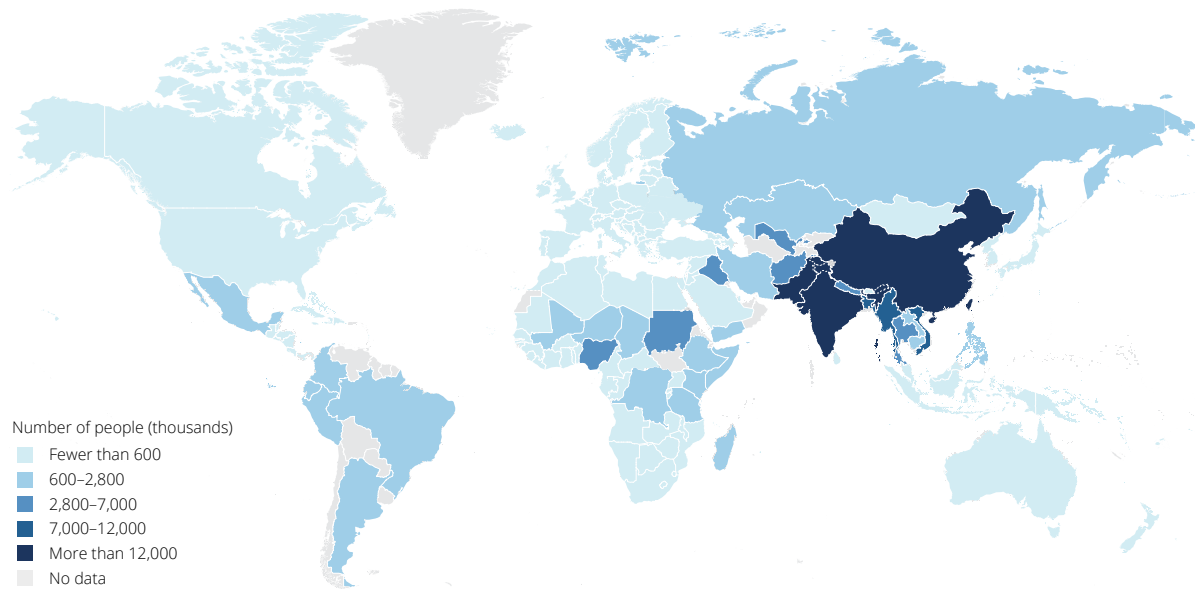 Number of people (thousands)
Fewer than 600
600–2,800
2,800–7,000
7,000–12,000
More than 12,000
No data